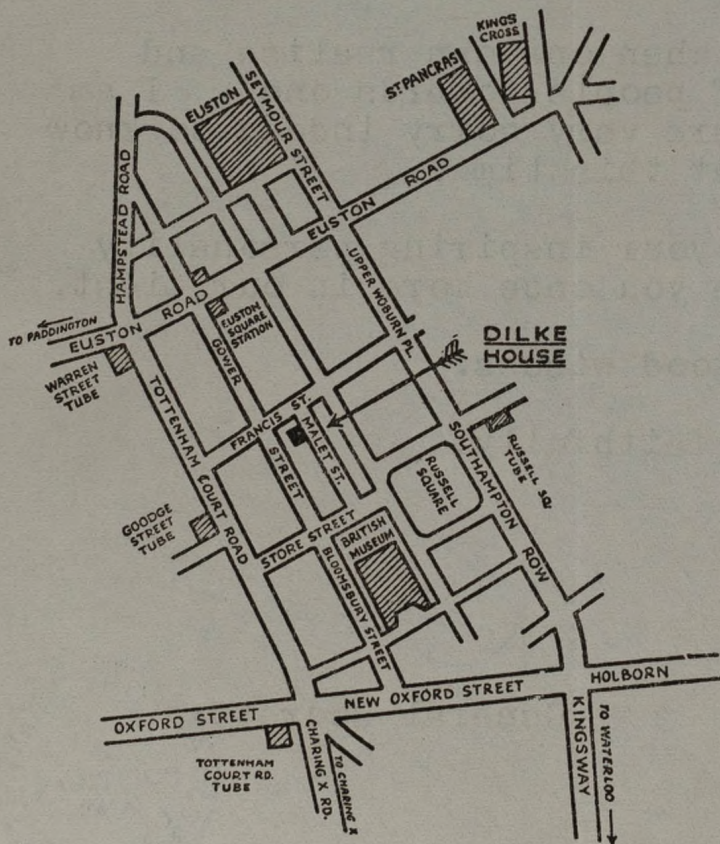 KINGS
CROSS
ST PANCRAS
EUSTON
SEYMOUR STREET
HAMPSTEAD ROAD
EUSTON ROAD
UPPER WOBURN PL.
TO PADDINGTON
EUSTON ROAD
EUSTON
SQUARE
STATION
GOWER
STREET
DILKE
HOUSE
WARREN
STREET
TUBE
FRANCIS ST.
MALET ST.
TOTTENHAM COURT ROAD
SOUTHAMPTON ROW
RUSSELL SQ
TUBE
RUSSELL
SQUARE
GOODGE
STREET
TUBE
STORE STREET
BRITISH
MUSEUM
BLOOMSBURY STREET
HOLBORN
NEW OXFORD STREET
OXFORD STREET
KINGSWAY
TO WATERLOO
CHARING X RD.
TO CHARING X
TOTTENHAM
COURT RD.
TUBE